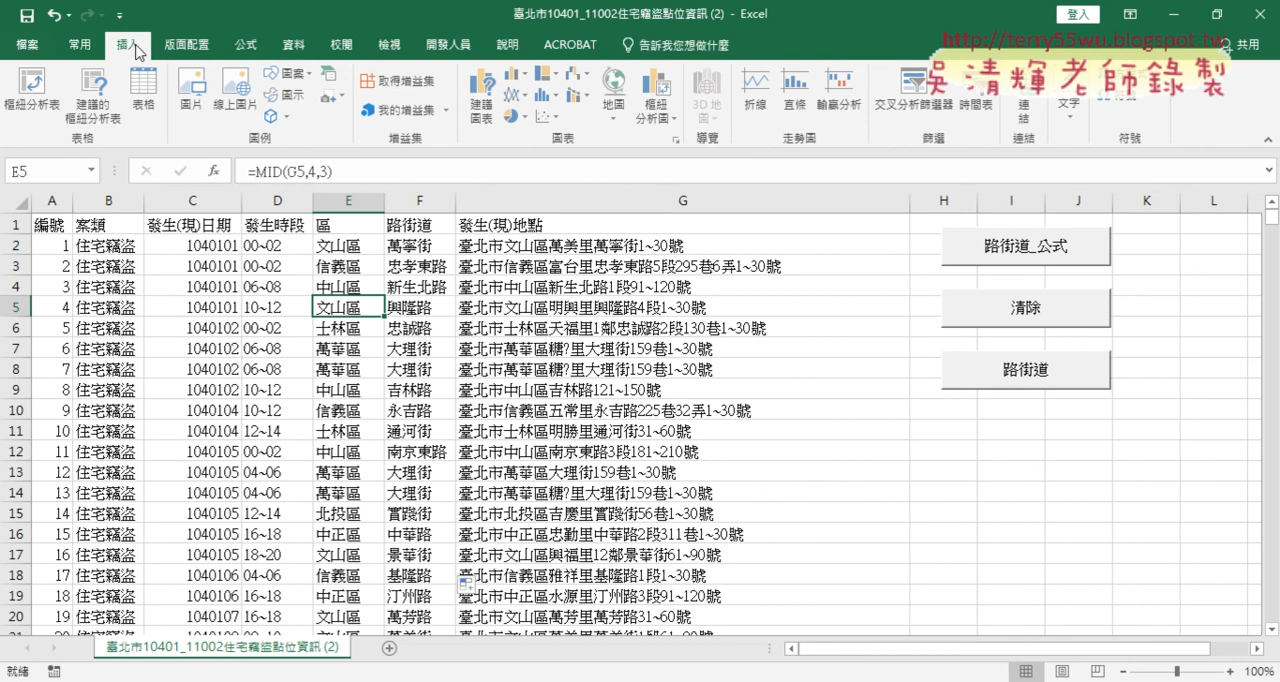 臺北市10401_11002住宅竊盜點位資訊 (2) - Excel
登入
檔案 常用 插入 版面配置 公式 資料 校閱 檢視 開發人員 說明 ACROBAT 告訴我您想做什麼 共用
http://terry55wu.blogspot.tw
吳清輝老師錄製
樞紐分析表 建議的樞紐分析表 表格 圖片 線上圖片 圖案 圖示 取得增益集 我的增益集 建議圖表 地圖 樞紐分析圖 3D 地圖 折線 直條 輸贏分析 交叉分析篩選器 時間表 連結 文字
表格 圖例 增益集 圖表 導覽 走勢圖 篩選 連結 符號
E5 fx =MID(G5,4,3)
A B C D E F G H I J K L
1 編號 案類 發生(現)日期 發生時段 區 路街道 發生(現)地點
2 1 住宅竊盜 1040101 00~02 文山區 萬寧街 臺北市文山區萬美里萬寧街1~30號
路街道_公式
3 2 住宅竊盜 1040101 00~02 信義區 忠孝東路 臺北市信義區富台里忠孝東路5段295巷6弄1~30號
4 3 住宅竊盜 1040101 06~08 中山區 新生北路 臺北市中山區新生北路1段91~120號
5 4 住宅竊盜 1040101 10~12 文山區 興隆路 臺北市文山區明興里興隆路4段1~30號
清除
6 5 住宅竊盜 1040102 00~02 士林區 忠誠路 臺北市士林區天福里1鄰忠誠路2段130巷1~30號
7 6 住宅竊盜 1040102 06~08 萬華區 大理街 臺北市萬華區糖?里大理街159巷1~30號
8 7 住宅竊盜 1040102 06~08 萬華區 大理街 臺北市萬華區糖?里大理街159巷1~30號
路街道
9 8 住宅竊盜 1040102 10~12 中山區 吉林路 臺北市中山區吉林路121~150號
10 9 住宅竊盜 1040104 10~12 信義區 永吉路 臺北市信義區五常里永吉路225巷32弄1~30號
11 10 住宅竊盜 1040104 12~14 士林區 通河街 臺北市士林區明勝里通河街31~60號
12 11 住宅竊盜 1040105 00~02 中山區 南京東路 臺北市中山區南京東路3段181~210號
13 12 住宅竊盜 1040105 04~06 萬華區 大理街 臺北市萬華區大理街159巷1~30號
14 13 住宅竊盜 1040105 04~06 萬華區 大理街 臺北市萬華區糖?里大理街159巷1~30號
15 14 住宅竊盜 1040105 12~14 北投區 實踐街 臺北市北投區吉慶里實踐街56巷1~30號
16 15 住宅竊盜 1040105 16~18 中正區 中華路 臺北市中正區忠勤里中華路2段311巷1~30號
17 16 住宅竊盜 1040105 18~20 文山區 景華街 臺北市文山區興福里12鄰景華街61~90號
18 17 住宅竊盜 1040106 04~06 信義區 基隆路 臺北市信義區雅祥里基隆路1段1~30號
19 18 住宅竊盜 1040106 16~18 中正區 汀州路 臺北市中正區水源里汀州路3段91~120號
20 19 住宅竊盜 1040107 16~18 文山區 萬芳路 臺北市文山區萬芳里萬芳路31~60號
臺北市10401_11002住宅竊盜點位資訊 (2)
就緒 100%